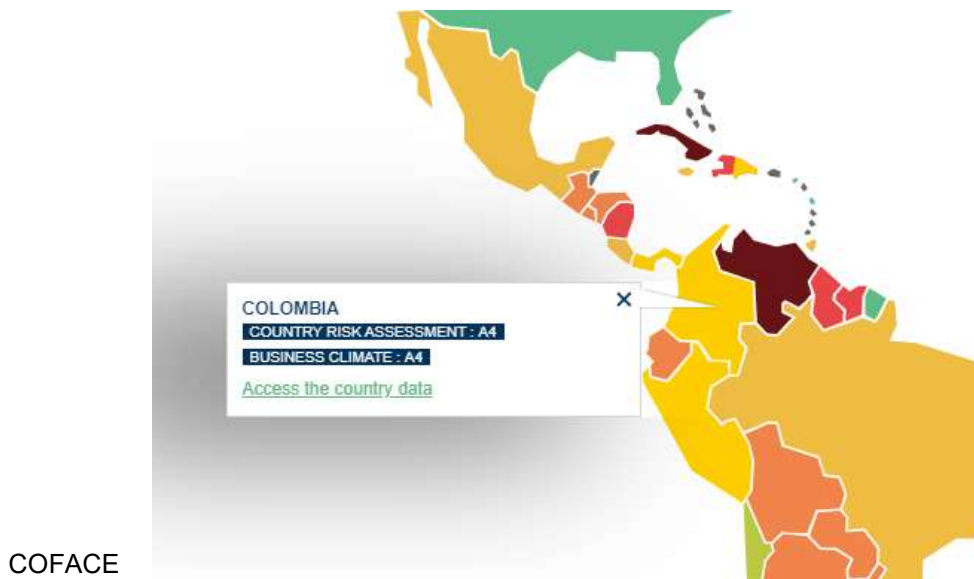 COLOMBIA
COUNTRY RISK ASSESSMENT : A4
BUSINESS CLIMATE : A4
Access the country data
COFACE